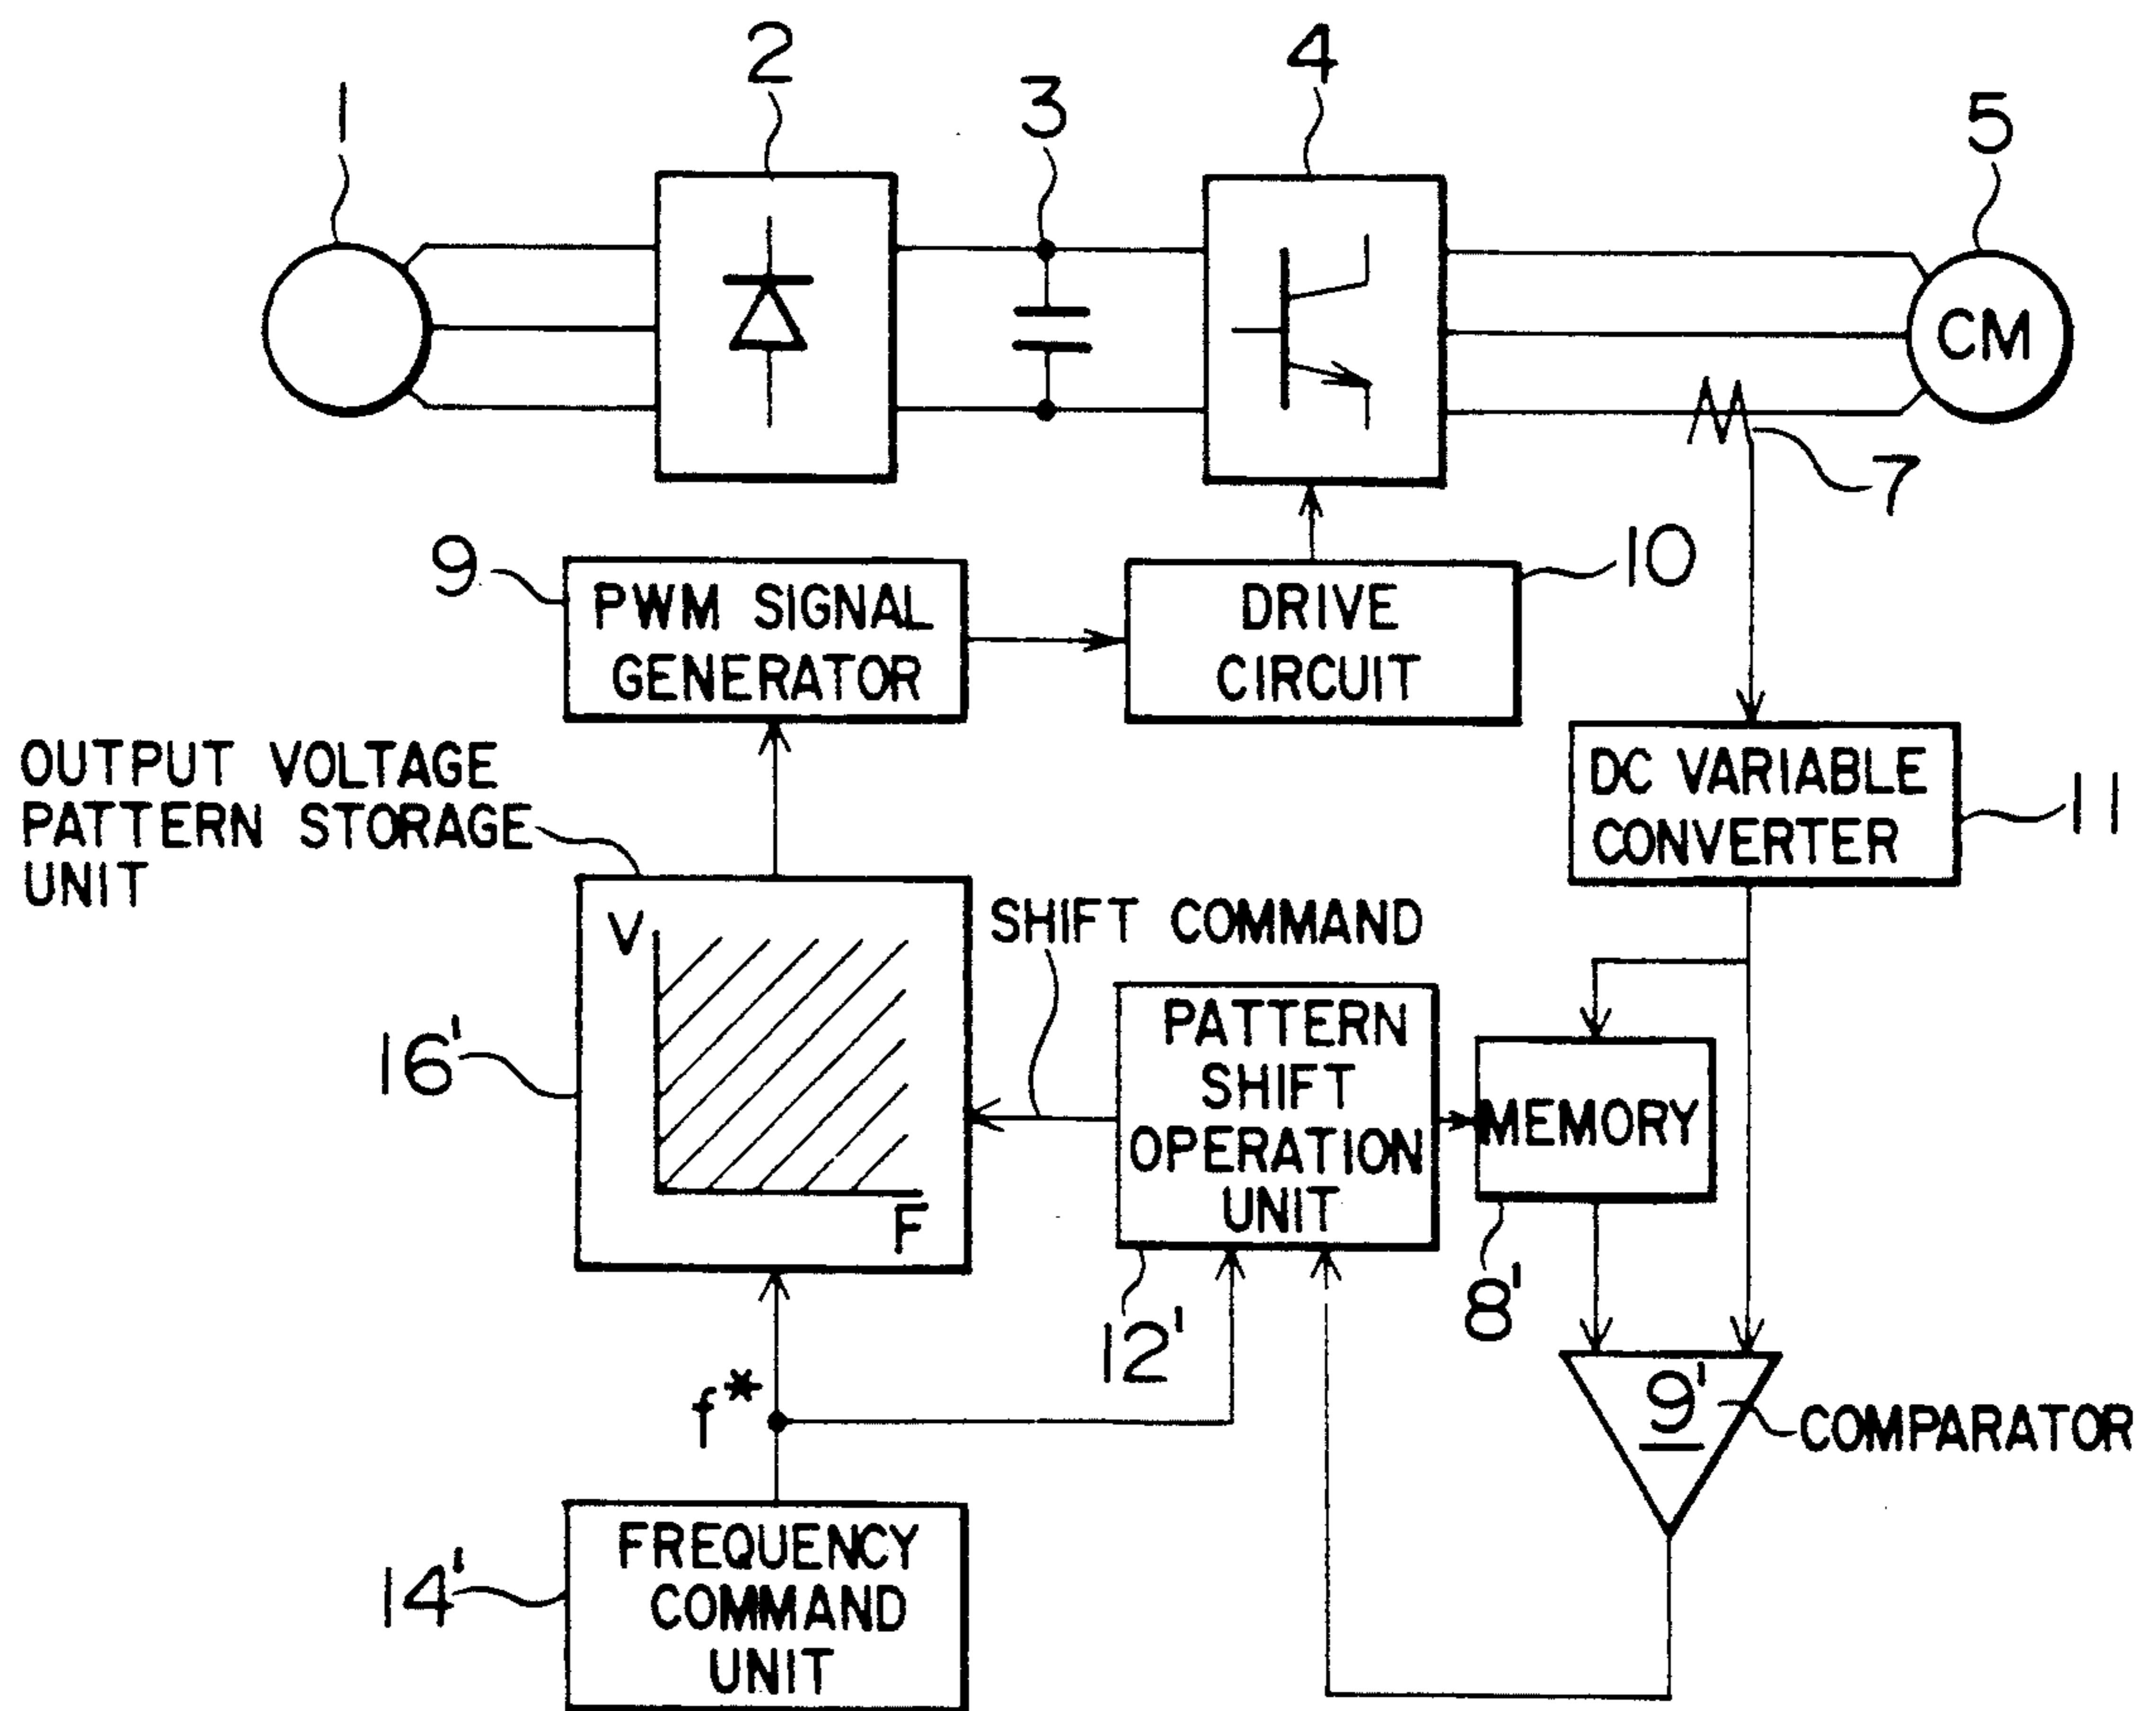 1
2
3
4
5
CM
7
9
PWM SIGNAL
GENERATOR
DRIVE
CIRCUIT
10
OUTPUT VOLTAGE
PATTERN STORAGE
UNIT
DC VARIABLE
CONVERTER
11
V
F
16'
SHIFT COMMAND
PATTERN
SHIFT
OPERATION
UNIT
12'
MEMORY
8'
9'
COMPARATOR
f*
14'
FREQUENCY
COMMAND
UNIT